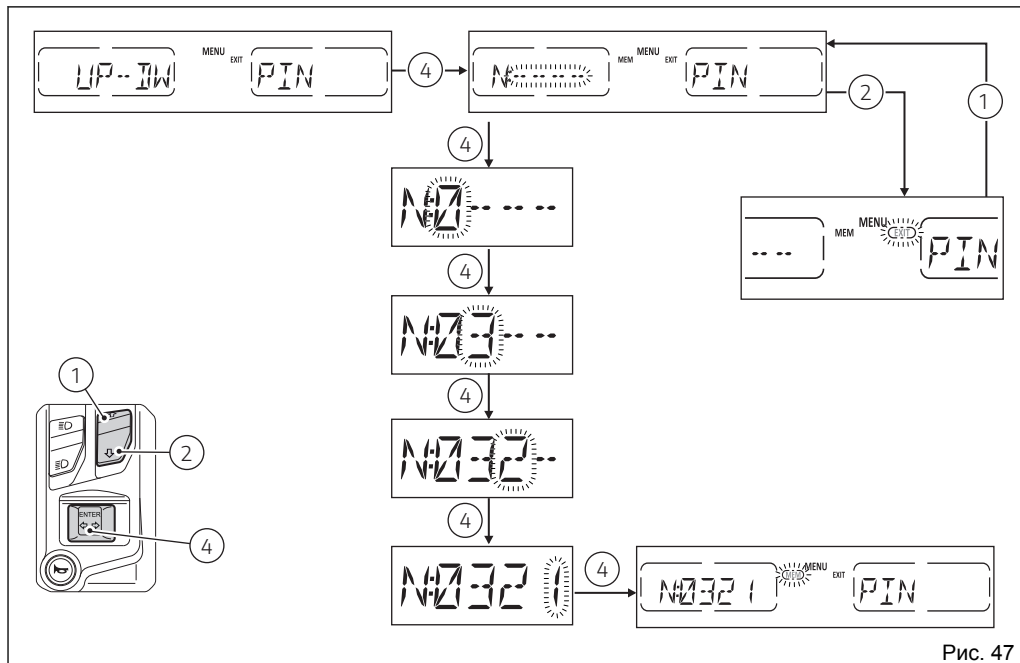 UP-DW MENU EXIT PIN
4
N----- MEM MENU EXIT PIN
2
1
4
N:0---
4
-- -- MEM MENU EXIT PIN
N:03--
4
N:032-
4
N:0321
4
N:0321 MEM MENU EXIT PIN
1
2
ENTER
4
Рис. 47